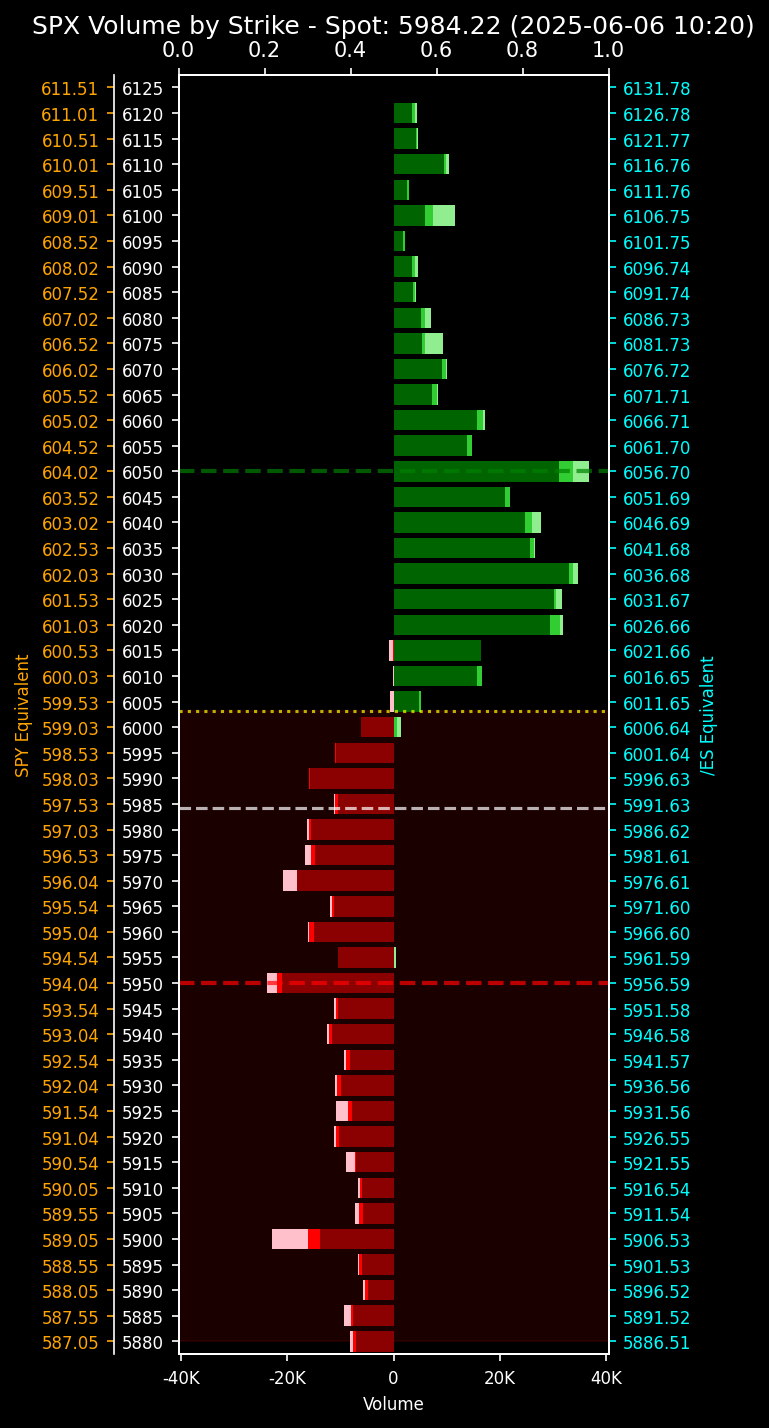 SPX Volume by Strike - Spot: 5984.22 (2025-06-06 10:20)
0.0 0.2 0.4 0.6 0.8 1.0
611.51 6125 6131.78
611.01 6120 6126.78
610.51 6115 6121.77
610.01 6110 6116.76
609.51 6105 6111.76
609.01 6100 6106.75
608.52 6095 6101.75
608.02 6090 6096.74
607.52 6085 6091.74
607.02 6080 6086.73
606.52 6075 6081.73
606.02 6070 6076.72
605.52 6065 6071.71
605.02 6060 6066.71
604.52 6055 6061.70
604.02 6050 6056.70
603.52 6045 6051.69
603.02 6040 6046.69
602.53 6035 6041.68
602.03 6030 6036.68
601.53 6025 6031.67
601.03 6020 6026.66
600.53 6015 6021.66
600.03 6010 6016.65
599.53 6005 6011.65
599.03 6000 6006.64
598.53 5995 6001.64
598.03 5990 5996.63
597.53 5985 5991.63
597.03 5980 5986.62
596.53 5975 5981.61
596.04 5970 5976.61
595.54 5965 5971.60
595.04 5960 5966.60
594.54 5955 5961.59
594.04 5950 5956.59
593.54 5945 5951.58
593.04 5940 5946.58
592.54 5935 5941.57
592.04 5930 5936.56
591.54 5925 5931.56
591.04 5920 5926.55
590.54 5915 5921.55
590.05 5910 5916.54
589.55 5905 5911.54
589.05 5900 5906.53
588.55 5895 5901.53
588.05 5890 5896.52
587.55 5885 5891.52
587.05 5880 5886.51
SPY Equivalent
/ES Equivalent
-40K -20K 0 20K 40K
Volume